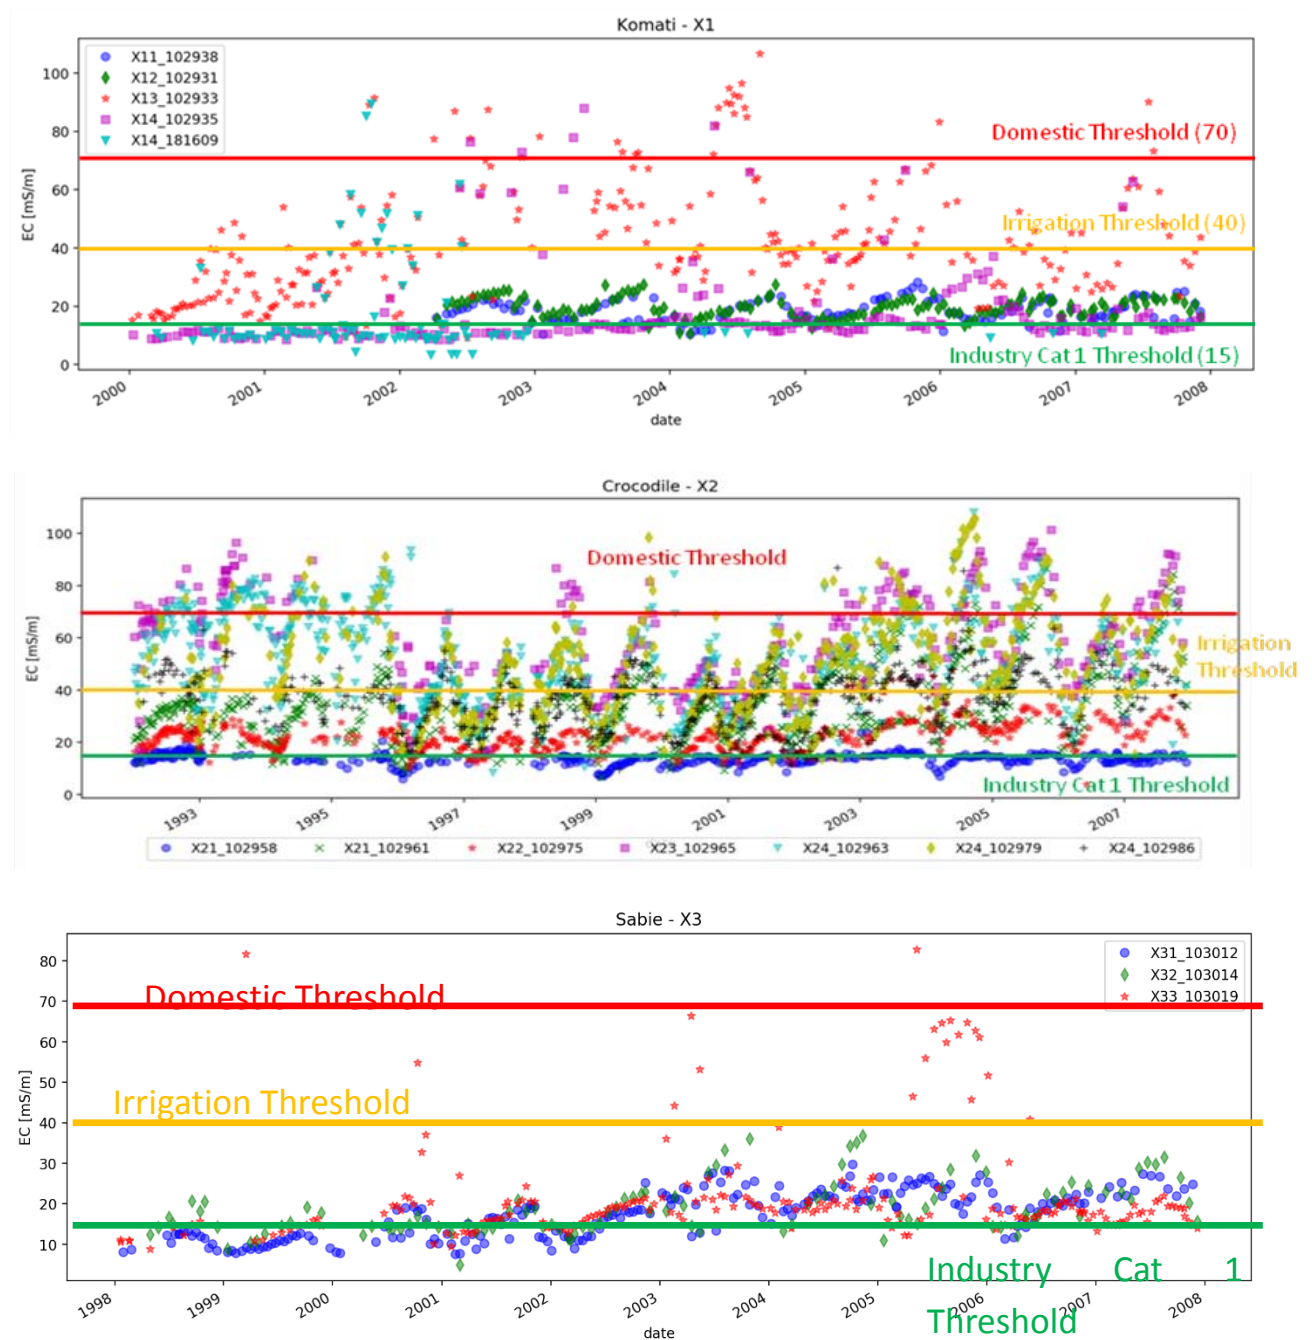 Komati - X1
X11_102938
X12_102931
X13_102933
X14_102935
X14_181609
EC [mS/m]
100
80
60
40
20
0
Domestic Threshold (70)
Irrigation Threshold (40)
Industry Cat 1 Threshold (15)
2000 2001 2002 2003 2004 2005 2006 2007 2008
date
Crocodile - X2
EC [mS/m]
100
80
60
40
20
0
Domestic Threshold
Irrigation
Threshold
Industry Cat 1 Threshold
1993 1995 1997 1999 2001 2003 2005 2007
X21_102958 X21_102961 X22_102975 X23_102965 X24_102963 X24_102979 X24_102986
Sabie - X3
X31_103012
X32_103014
X33_103019
EC [mS/m]
80
70
60
50
40
30
20
10
Domestic Threshold
Irrigation Threshold
Industry Cat 1
Threshold
1998 1999 2000 2001 2002 2003 2004 2005 2006 2007 2008
date